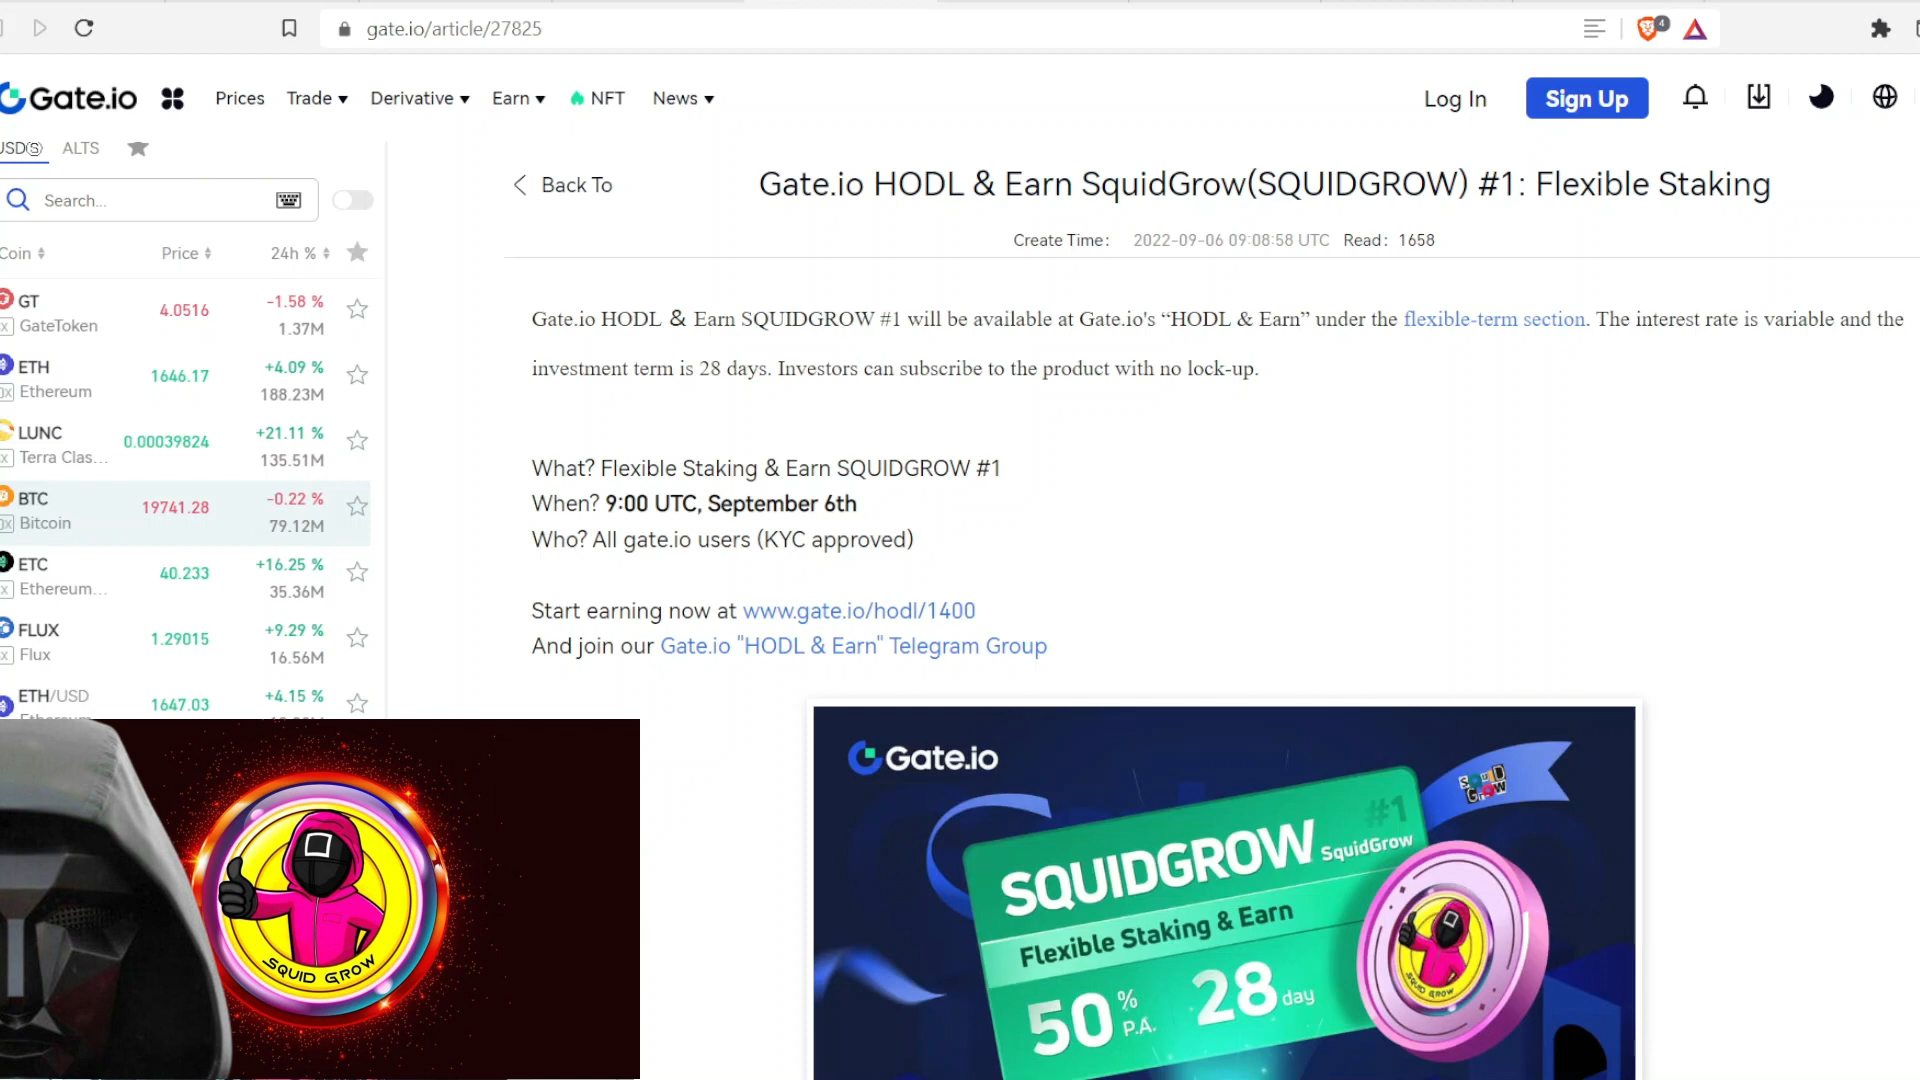 gate.io/article/27825
4
Gate.io
Prices
Trade
Derivative
Earn
NFT
News
Log In
Sign Up
USD(S)
ALTS
Search...
Coin
Price
24h %
GT
4.0516
-1.58 %
GateToken
1.37M
ETH
1646.17
+4.09 %
Ethereum
188.23M
LUNC
0.00039824
+21.11 %
Terra Clas...
135.51M
BTC
19741.28
-0.22 %
Bitcoin
79.12M
ETC
40.233
+16.25 %
Ethereum...
35.36M
FLUX
1.29015
+9.29 %
Flux
16.56M
ETH/USD
1647.03
+4.15 %
Back To
Gate.io HODL & Earn SquidGrow(SQUIDGROW) #1: Flexible Staking
Create Time: 2022-09-06 09:08:58 UTC Read: 1658
Gate.io HODL & Earn SQUIDGROW #1 will be available at Gate.io's “HODL & Earn” under the flexible-term section. The interest rate is variable and the
investment term is 28 days. Investors can subscribe to the product with no lock-up.
What? Flexible Staking & Earn SQUIDGROW #1
When? 9:00 UTC, September 6th
Who? All gate.io users (KYC approved)
Start earning now at www.gate.io/hodl/1400
And join our Gate.io "HODL & Earn" Telegram Group
Gate.io
SQUID
GROW
#1
SQUIDGROW SquidGrow
Flexible Staking & Earn
50 % P.A. 28 day
SQUID GROW
SQUID GROW